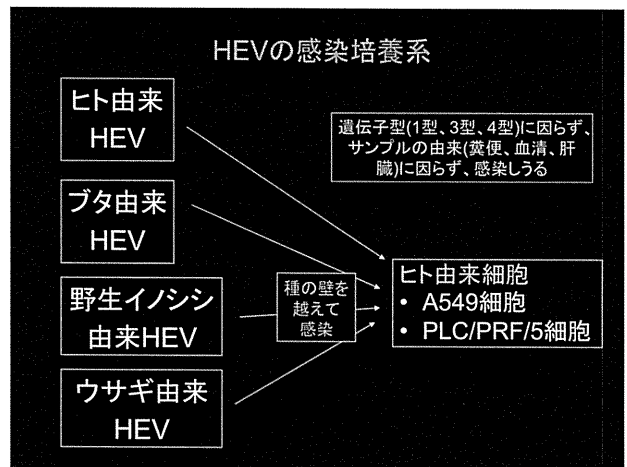 HEVの感染培養系
ヒト由来
HEV
遺伝子型(1型、3型、4型)に因らず、
サンプルの由来(糞便、血清、肝
臓)に因らず、感染しうる
ブタ由来
HEV
ヒト由来細胞
• A549細胞
• PLC/PRF/5細胞
種の壁を
越えて
感染
野生イノシシ
由来HEV
ウサギ由来
HEV